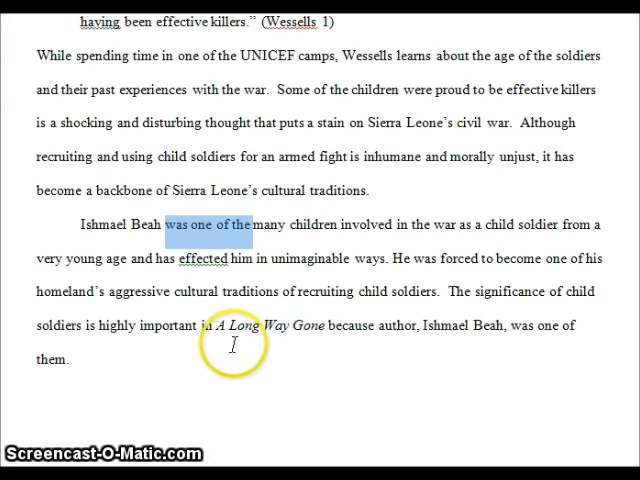 having been effective killers.” (Wessells 1)
While spending time in one of the UNICEF camps, Wessells learns about the age of the soldiers
and their past experiences with the war.  Some of the children were proud to be effective killers
is a shocking and disturbing thought that puts a stain on Sierra Leone’s civil war.  Although
recruiting and using child soldiers for an armed fight is inhumane and morally unjust, it has
become a backbone of Sierra Leone’s cultural traditions.
Ishmael Beah was one of the many children involved in the war as a child soldier from a
very young age and has effected him in unimaginable ways. He was forced to become one of his
homeland’s aggressive cultural traditions of recruiting child soldiers.  The significance of child
soldiers is highly important in A Long Way Gone because author, Ishmael Beah, was one of
them.
Screencast-O-Matic.com